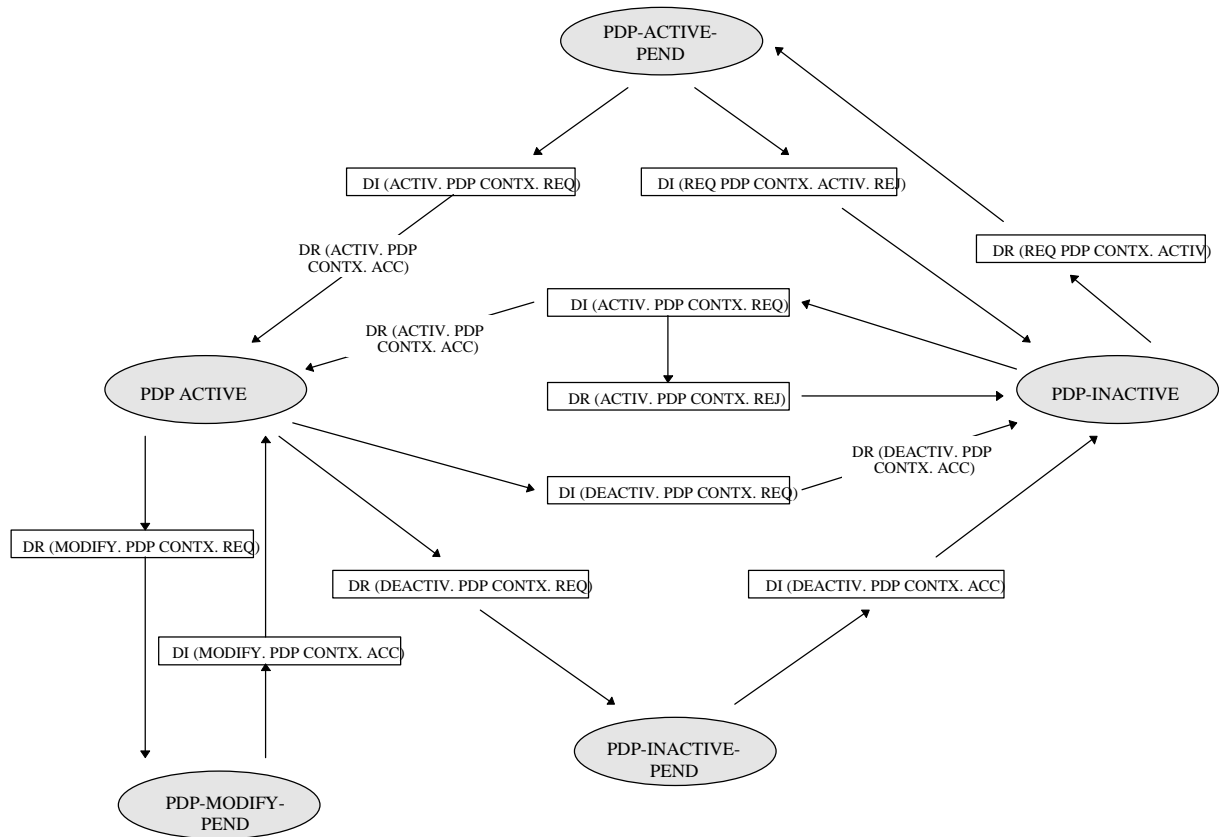 PDP-ACTIVE-
PEND
DI (ACTIV. PDP CONTX. REQ)
DI (REQ PDP CONTX. ACTIV. REJ)
DR (ACTIV. PDP
CONTX. ACC)
DR (REQ PDP CONTX. ACTIV)
DI (ACTIV. PDP CONTX. REQ)
DR (ACTIV. PDP
CONTX. ACC)
PDP ACTIVE
DR (ACTIV. PDP CONTX. REJ)
PDP-INACTIVE
DR (DEACTIV. PDP
CONTX. ACC)
DI (DEACTIV. PDP CONTX. REQ)
DR (MODIFY. PDP CONTX. REQ)
DR (DEACTIV. PDP CONTX. REQ)
DI (DEACTIV. PDP CONTX. ACC)
DI (MODIFY. PDP CONTX. ACC)
PDP-INACTIVE-
PEND
PDP-MODIFY-
PEND